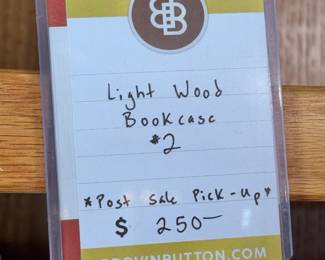 Light Wood
Bookcase
#2
*Post Sale Pick-Up*
$ 250—